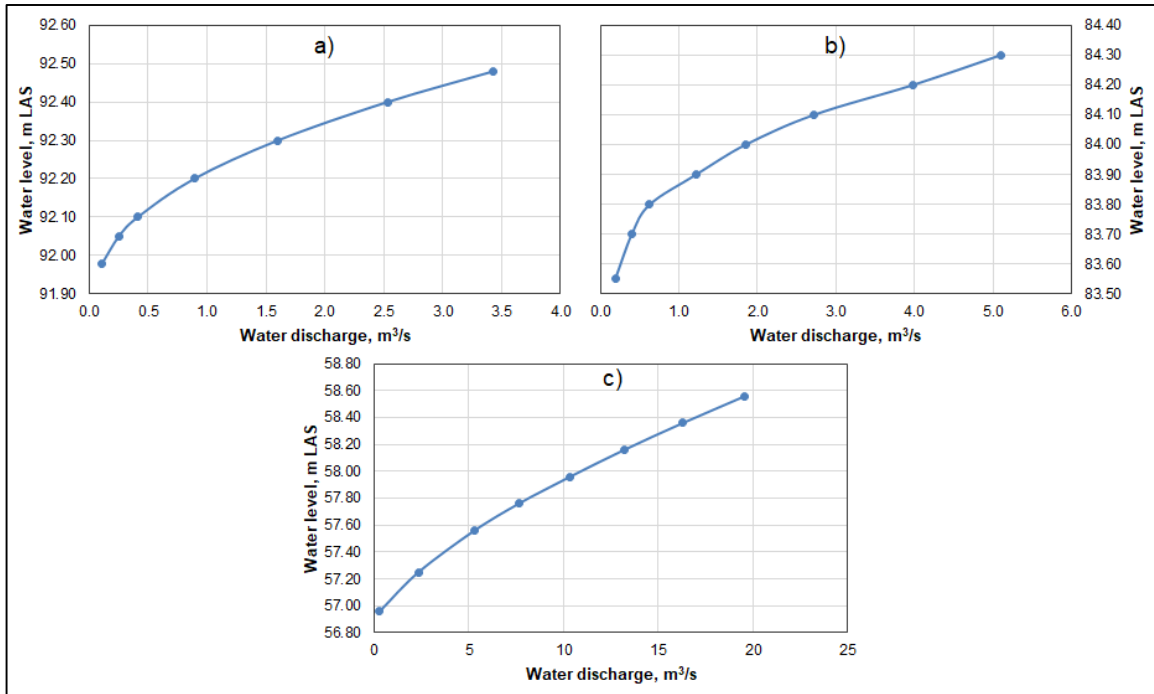 a)
Water level, m LAS
92.60
92.50
92.40
92.30
92.20
92.10
92.00
91.90
0.0 0.5 1.0 1.5 2.0 2.5 3.0 3.5 4.0
Water discharge, m³/s
b)
Water level, m LAS
84.40
84.30
84.20
84.10
84.00
83.90
83.80
83.70
83.60
83.50
0.0 1.0 2.0 3.0 4.0 5.0 6.0
Water discharge, m³/s
c)
Water level, m LAS
58.80
58.60
58.40
58.20
58.00
57.80
57.60
57.40
57.20
57.00
56.80
0 5 10 15 20 25
Water discharge, m³/s